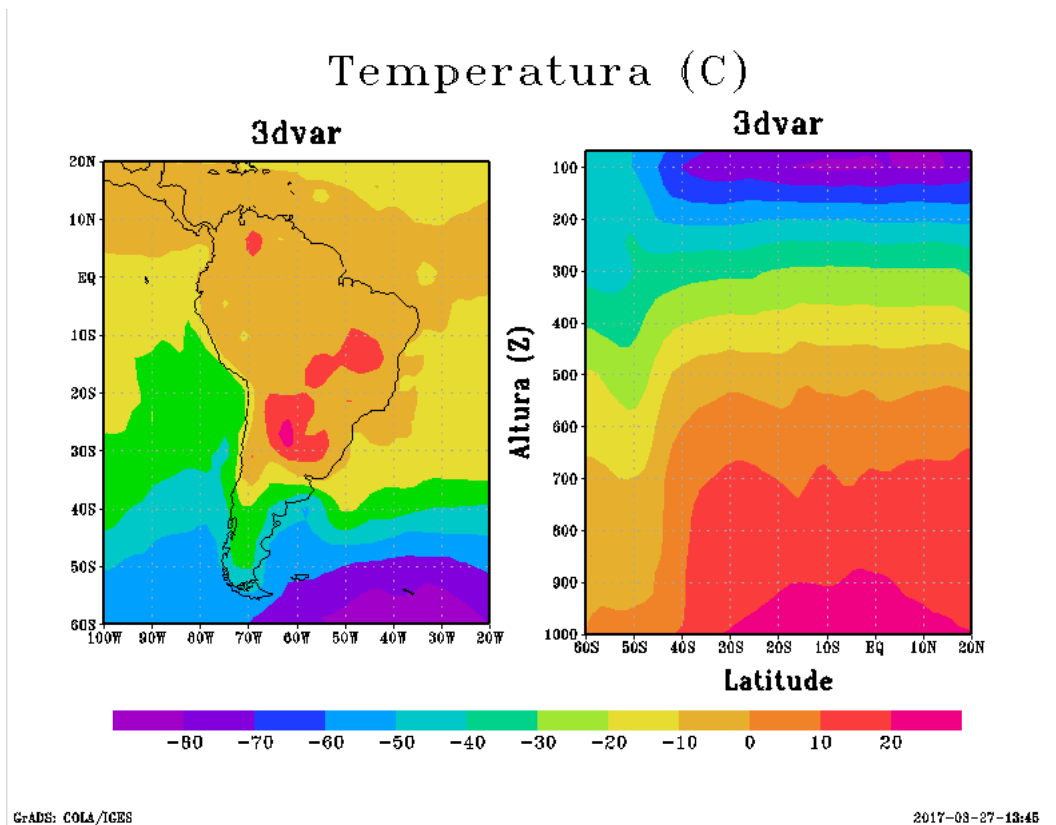 Temperatura (C)
3dvar
20N
10N
EQ
10S
20S
30S
40S
50S
60S
100W 90W 80W 70W 60W 50W 40W 30W 20W
3dvar
Altura (Z)
100
200
300
400
500
600
700
800
900
1000
60S 50S 40S 30S 20S 10S EQ 10N 20N
Latitude
-80 -70 -60 -50 -40 -30 -20 -10 0 10 20
GrADS: COLA/IGES
2017-03-27-13:45